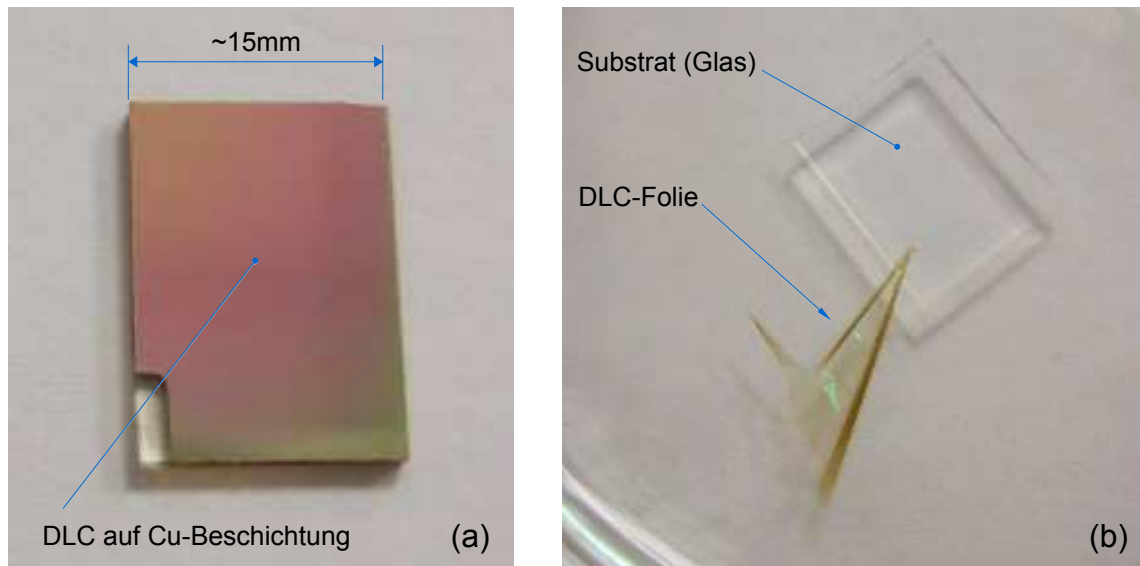 ~15mm
DLC auf Cu-Beschichtung
(a)
Substrat (Glas)
DLC-Folie
(b)